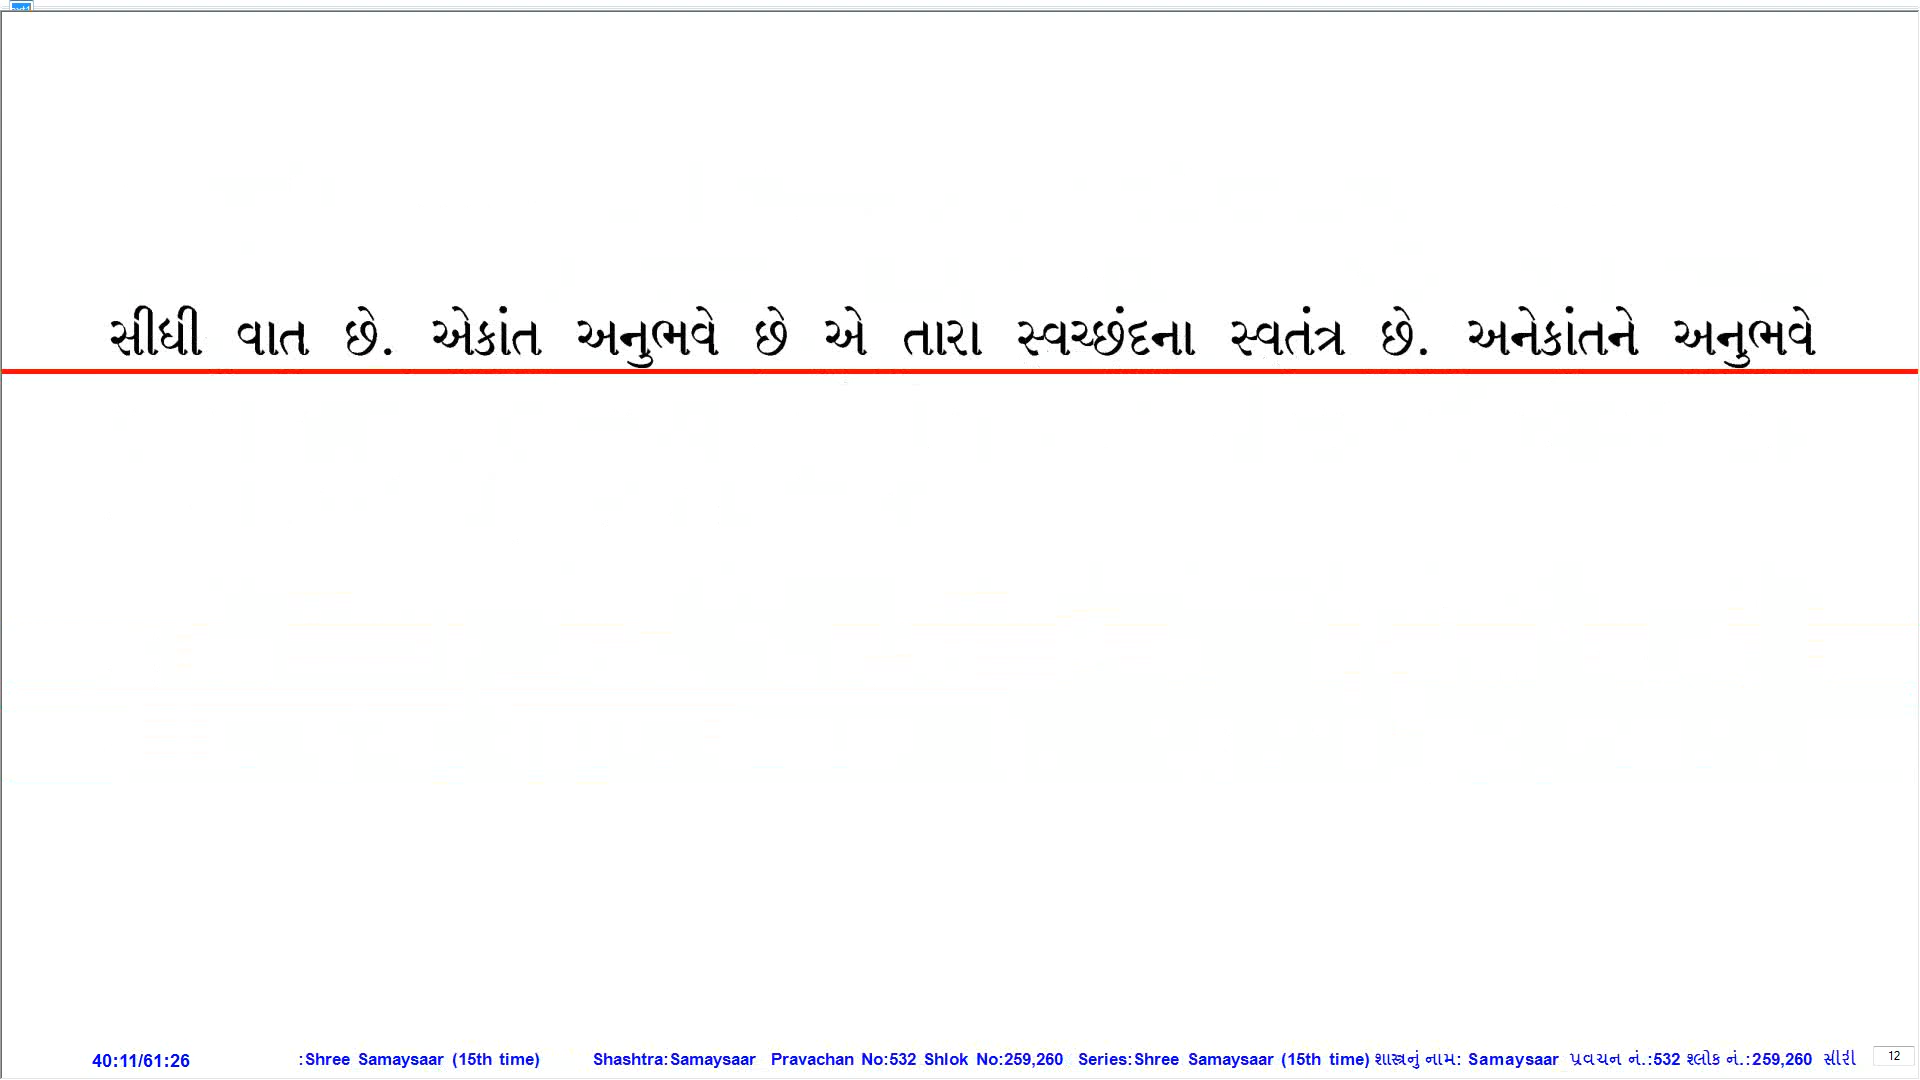 સીધી વાત છે. એકાંત અનુભવે છે એ તારા સ્વચ્છંદના સ્વતંત્ર છે. અનેકાંતને અનુભવે
40:11/61:26 :Shree Samaysaar (15th time) Shashtra:Samaysaar Pravachan No:532 Shlok No:259,260 Series:Shree Samaysaar (15th time) શાસ્ત્રનું નામ: Samaysaar પ્રવચન નં.:532 શ્લોક નં.:259,260 સીરી 12